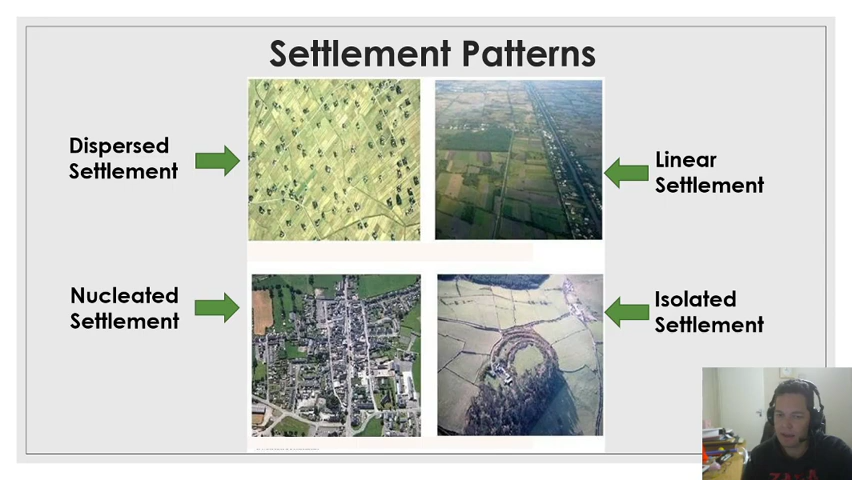 Settlement Patterns
Dispersed
Settlement
Linear
Settlement
Nucleated
Settlement
Isolated
Settlement